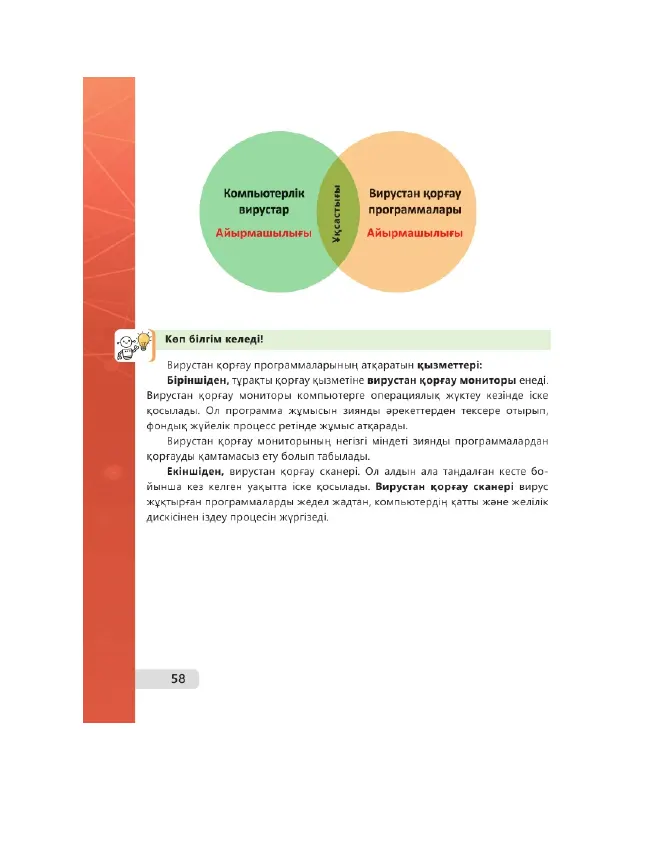 Компьютерлік
вирустар
Айырмашылығы
Ұқсастығы
Вирустан қорғау
программалары
Айырмашылығы
Көп білгім келеді!
Вирустан қорғау программаларының атқаратын қызметтері:
Біріншіден, тұрақты қорғау қызметіне вирустан қорғау мониторы енеді.
Вирустан қорғау мониторы компьютерге операциялық жүктеу кезінде іске
қосылады. Ол программа жұмысын зиянды әрекеттерден тексере отырып,
фондық жүйелік процесс ретінде жұмыс атқарады.
Вирустан қорғау мониторының негізгі міндеті зиянды программалардан
қорғауды қамтамасыз ету болып табылады.
Екіншіден, вирустан қорғау сканері. Ол алдын ала таңдалған кесте бо-
йынша кез келген уақытта іске қосылады. Вирустан қорғау сканері вирус
жұқтырған программаларды жедел жадтан, компьютердің қатты және желілік
дискісінен іздеу процесін жүргізеді.
58